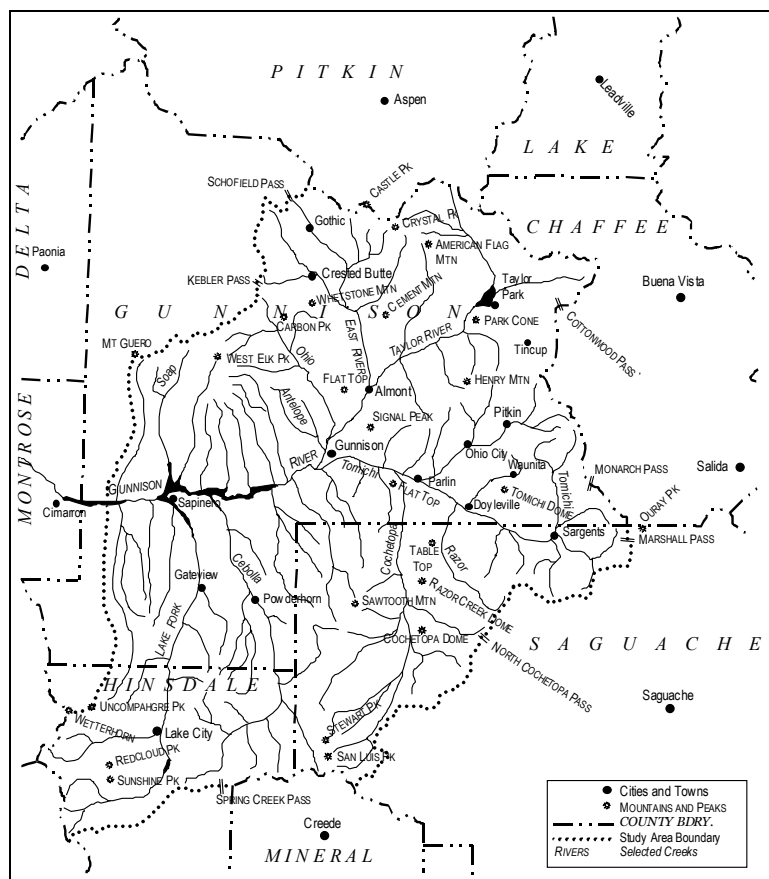 PITKIN
Aspen
Leadville
LAKE
CASTLE PK
SCHOFIELD PASS
DELTA
Gothic
CRYSTAL PK
CHAFFEE
AMERICAN FLAG
MTN
Paonia
KEBLER PASS
Crested Butte
Taylor
Park
Buena Vista
WHETSTONE MTN
CEMENT MTN
GUNNISON
CARBON PK
EAST RIVER
TAYLOR RIVER
PARK CONE
COTTONWOOD PASS
MT GUERO
Soap
WEST ELK PK
Ohio
Tincup
FLAT TOP
Almont
HENRY MTN
Antelope
SIGNAL PEAK
Pitkin
MONTROSE
Gunnison
Ohio City
RIVER
Tomichi
Waunita
Tomichi
MONARCH PASS
Salida
GUNNISON
Parlin
FLAT TOP
TOMICHI DOME
Cimarron
Sapinero
Doyleville
OURAY PK
Sargents
MARSHALL PASS
Cochetopa
TABLE
TOP
Razor
Cebolla
Gateview
Powderhorn
SAWTOOTH MTN
RAZOR CREEK DOME
LAKE FORK
COCHETOPA DOME
SAGUACHE
NORTH COCHETOPA PASS
HINSDALE
Saguache
UNCOMPAHGRE PK
WETTERHORN
Lake City
STEWART PK
REDCLOUD PK
SAN LUIS PK
SUNSHINE PK
SPRING CREEK PASS
Creede
MINERAL
Cities and Towns
MOUNTAINS AND PEAKS
COUNTY BDRY.
Study Area Boundary
RIVERS Selected Creeks